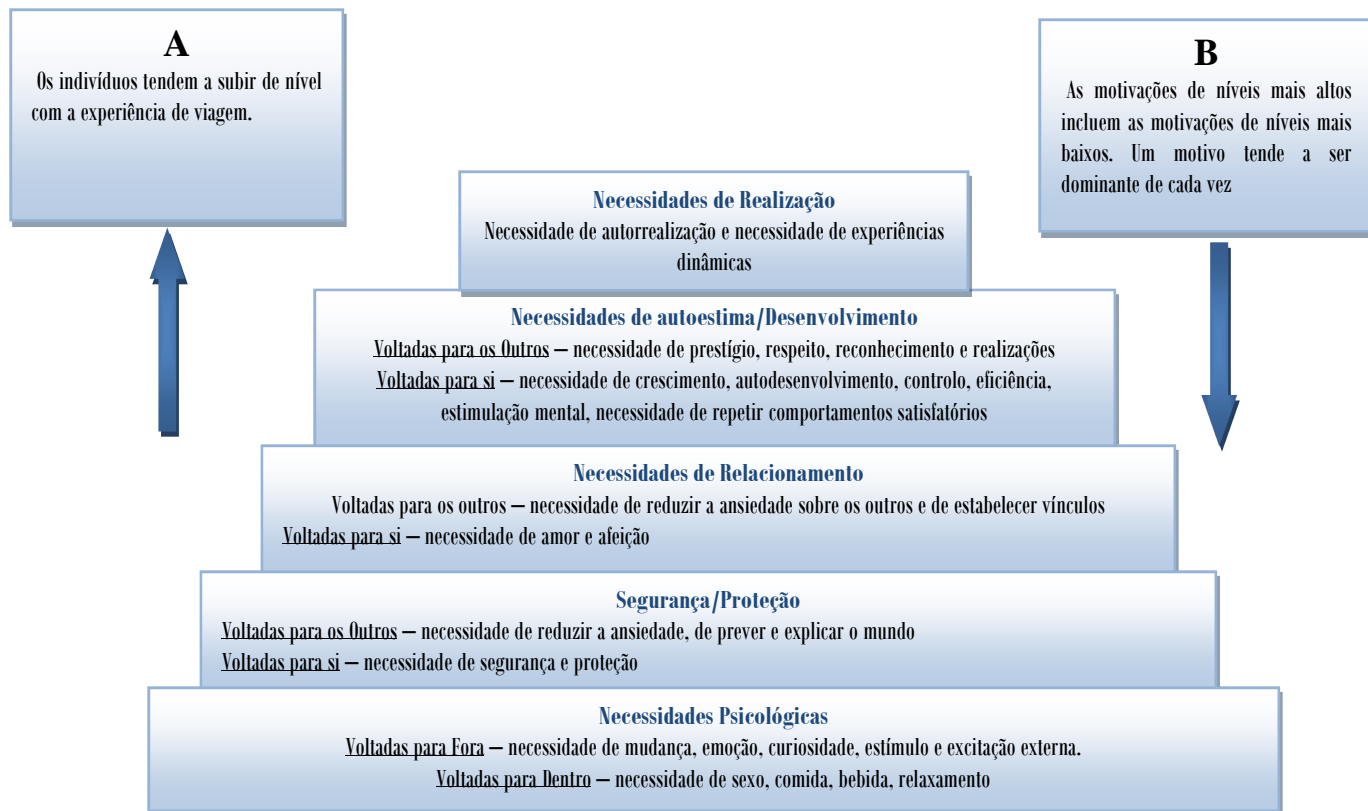 A
Os indivíduos tendem a subir de nível
com a experiência de viagem.
B
As motivações de níveis mais altos
incluem as motivações de níveis mais
baixos. Um motivo tende a ser
dominante de cada vez
Necessidades de Realização
Necessidade de autorrealização e necessidade de experiências
dinâmicas
Necessidades de autoestima/Desenvolvimento
Voltadas para os Outros – necessidade de prestígio, respeito, reconhecimento e realizações
Voltadas para si – necessidade de crescimento, autodesenvolvimento, controlo, eficiência,
estimulação mental, necessidade de repetir comportamentos satisfatórios
Necessidades de Relacionamento
Voltadas para os outros – necessidade de reduzir a ansiedade sobre os outros e de estabelecer vínculos
Voltadas para si – necessidade de amor e afeição
Segurança/Proteção
Voltadas para os Outros – necessidade de reduzir a ansiedade, de prever e explicar o mundo
Voltadas para si – necessidade de segurança e proteção
Necessidades Psicológicas
Voltadas para Fora – necessidade de mudança, emoção, curiosidade, estímulo e excitação externa.
Voltadas para Dentro – necessidade de sexo, comida, bebida, relaxamento